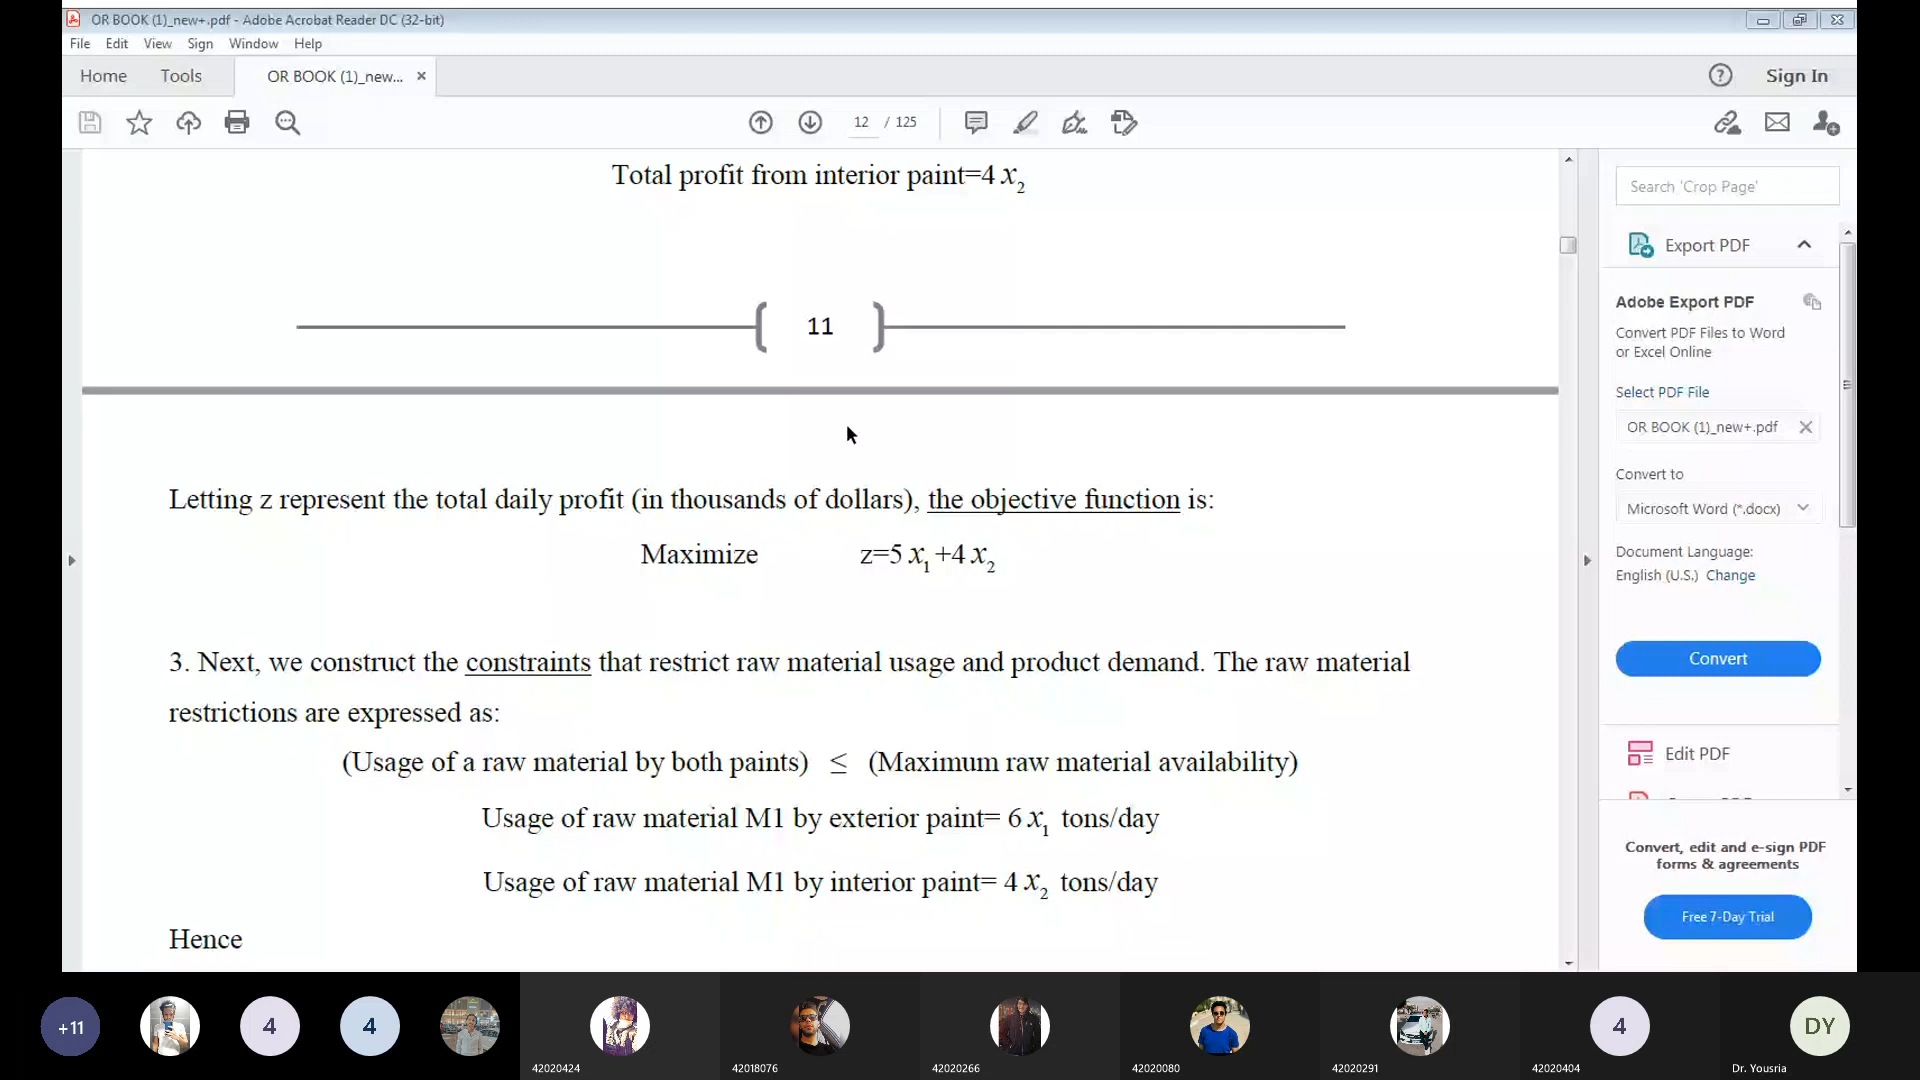 OR BOOK (1)_new+.pdf - Adobe Acrobat Reader DC (32-bit)
File Edit View Sign Window Help
Home Tools OR BOOK (1)_new... × Sign In
12 / 125
Total profit from interior paint=4 x₂
11
Letting z represent the total daily profit (in thousands of dollars), the objective function is:
Maximize z=5 x₁+4 x₂
3. Next, we construct the constraints that restrict raw material usage and product demand. The raw material
restrictions are expressed as:
(Usage of a raw material by both paints) ≤ (Maximum raw material availability)
Usage of raw material M1 by exterior paint= 6 x₁ tons/day
Usage of raw material M1 by interior paint= 4 x₂ tons/day
Hence
Search 'Crop Page'
Export PDF
Adobe Export PDF
Convert PDF Files to Word
or Excel Online
Select PDF File
OR BOOK (1)_new+.pdf
Convert to
Microsoft Word (*.docx)
Document Language:
English (U.S.) Change
Convert
Edit PDF
Convert, edit and e-sign PDF
forms & agreements
Free 7-Day Trial
+11
4
4
42020424
42018076
42020266
42020080
42020291
4
42020404
DY
Dr. Yousria